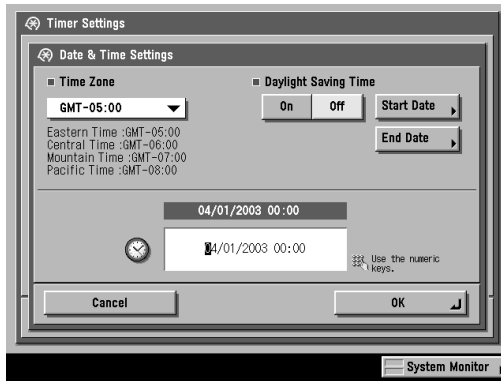 Timer Settings
Date & Time Settings
Time Zone
Daylight Saving Time
GMT-05:00
On
Off
Start Date
End Date
Eastern Time :GMT-05:00
Central Time :GMT-06:00
Mountain Time :GMT-07:00
Pacific Time :GMT-08:00
04/01/2003 00:00
04/01/2003 00:00
Use the numeric
keys.
Cancel
OK
System Monitor